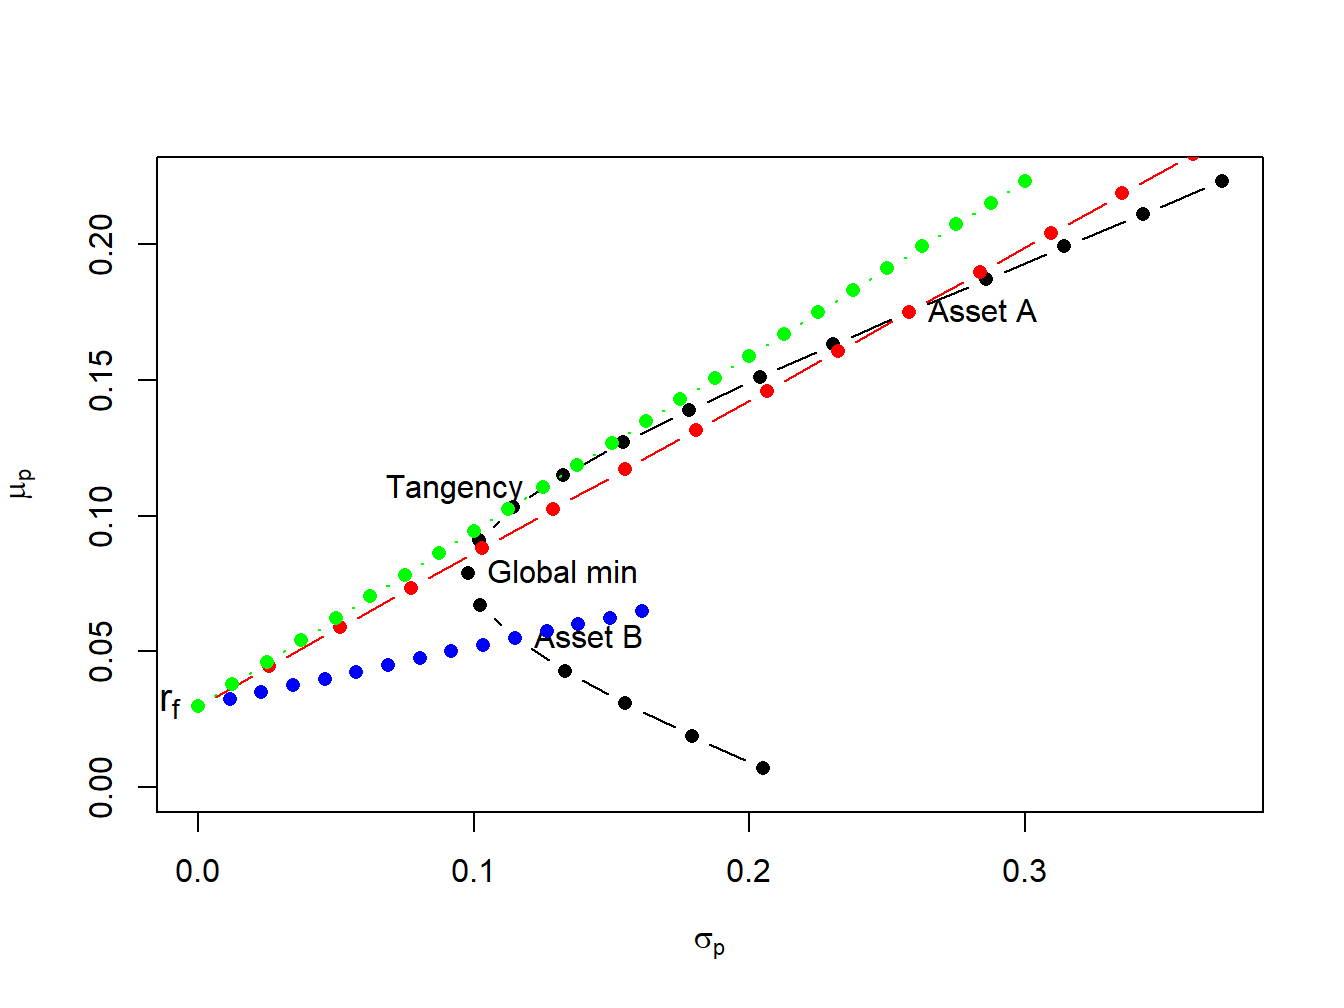 0.20
0.15
0.10
0.05
0.00
μp
Asset A
Tangency
Global min
Asset B
rf
0.0 0.1 0.2 0.3
σp